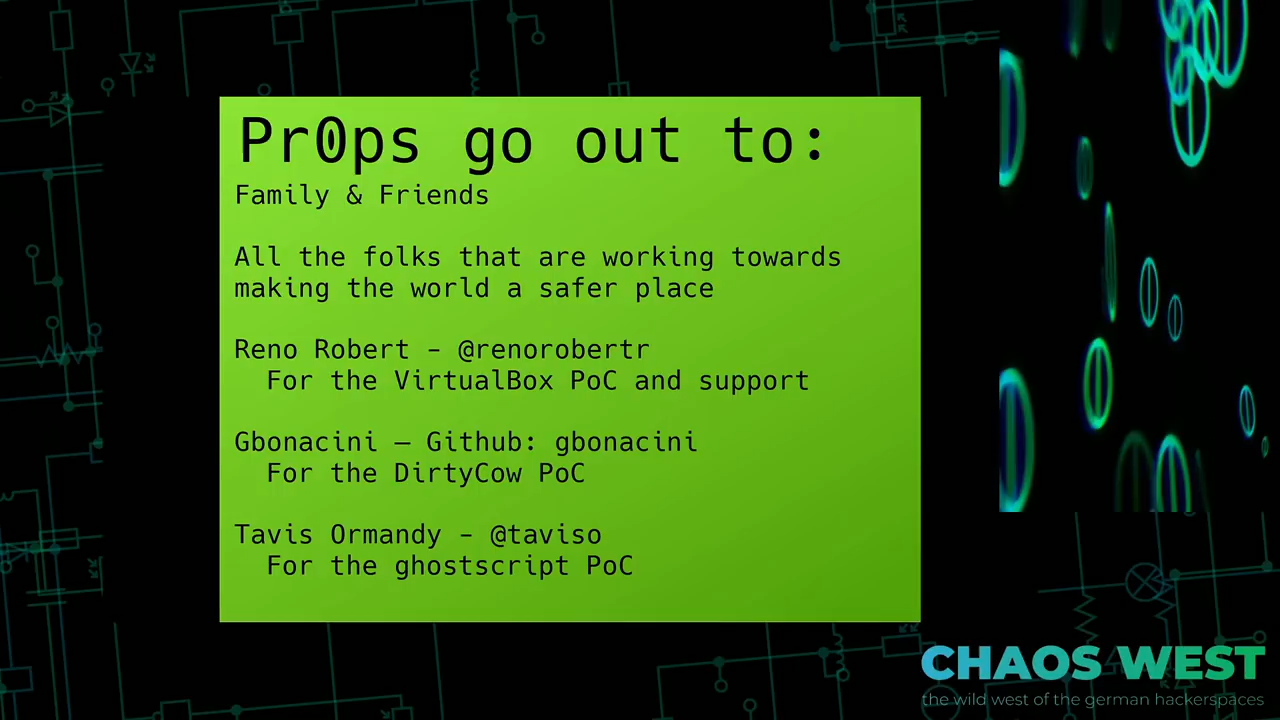 Pr0ps go out to:
Family & Friends
All the folks that are working towards
making the world a safer place
Reno Robert – @renorobertr
For the VirtualBox PoC and support
Gbonacini – Github: gbonacini
For the DirtyCow PoC
Tavis Ormandy – @taviso
For the ghostscript PoC
CHAOS WEST
the wild west of the german hackerspaces